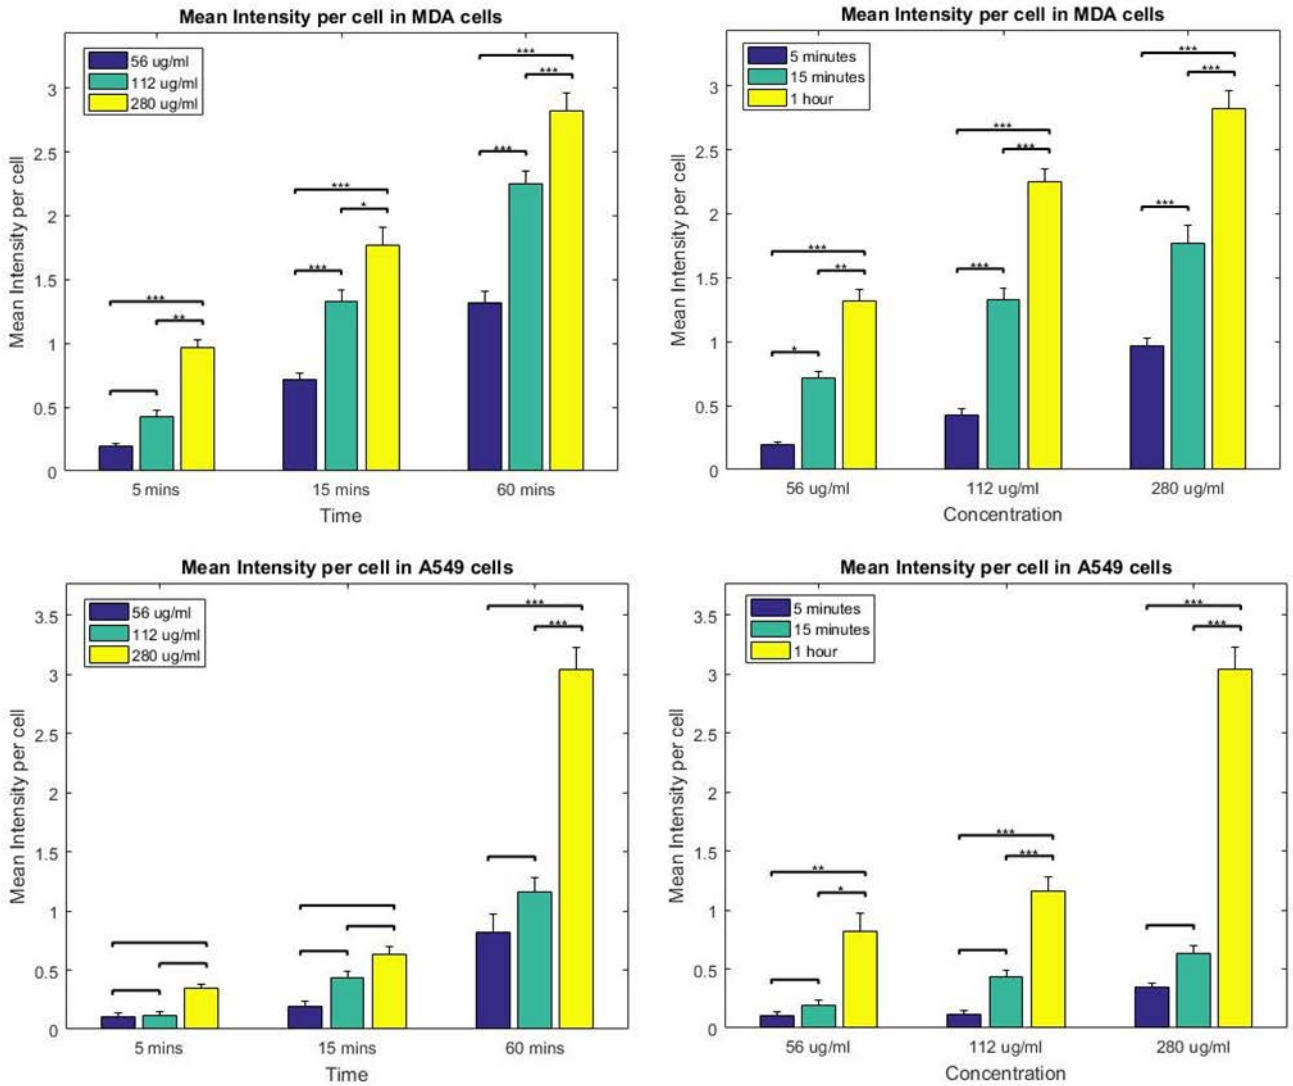 Mean Intensity per cell in MDA cells
56 ug/ml
112 ug/ml
280 ug/ml
Mean Intensity per cell
3
2.5
2
1.5
1
0.5
0
***
**
***
*
***
***
***
***
5 mins
15 mins
60 mins
Time
Mean Intensity per cell in MDA cells
5 minutes
15 minutes
1 hour
Mean Intensity per cell
3
2.5
2
1.5
1
0.5
0
***
**
*
***
***
***
***
***
***
56 ug/ml
112 ug/ml
280 ug/ml
Concentration
Mean Intensity per cell in A549 cells
56 ug/ml
112 ug/ml
280 ug/ml
Mean Intensity per cell
3.5
3
2.5
2
1.5
1
0.5
0
***
***
5 mins
15 mins
60 mins
Time
Mean Intensity per cell in A549 cells
5 minutes
15 minutes
1 hour
Mean Intensity per cell
3.5
3
2.5
2
1.5
1
0.5
0
**
*
***
***
***
***
56 ug/ml
112 ug/ml
280 ug/ml
Concentration